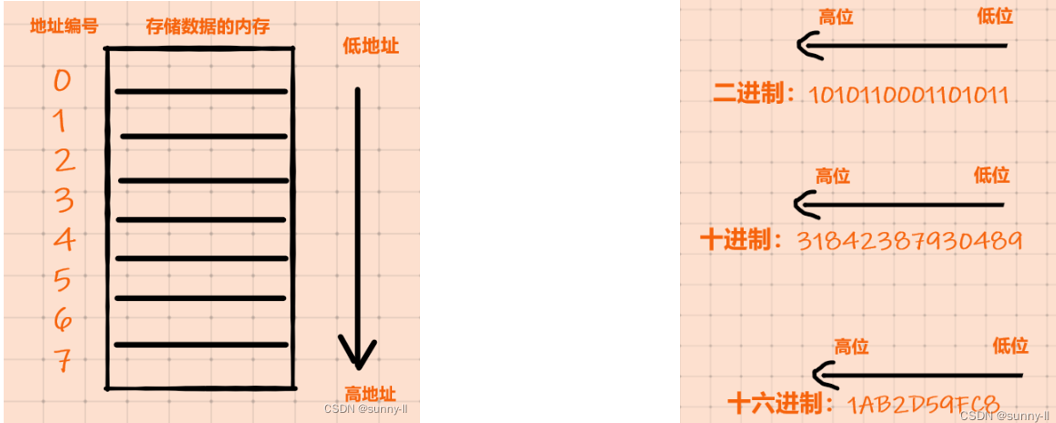 地址编号 存储数据的内存
低地址
0
1
2
3
4
5
6
7
高地址
CSDN @sunny-ll
高位 低位
二进制：1010110001101011
高位 低位
十进制：31842387930489
高位 低位
十六进制：1AB2D59FC8
CSDN @sunny-ll